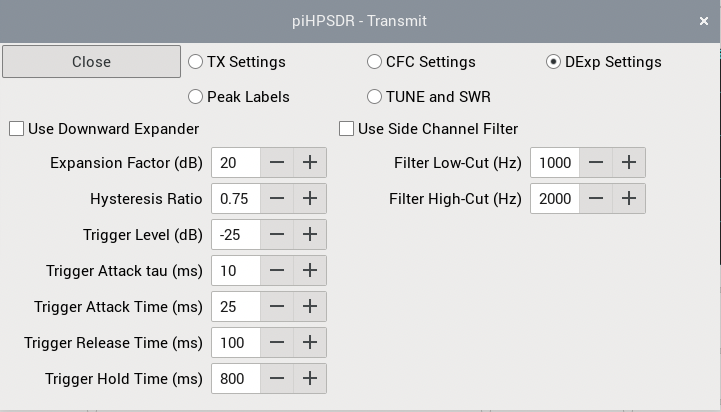 piHPSDR - Transmit ×
Close TX Settings CFC Settings DExp Settings
Peak Labels TUNE and SWR
Use Downward Expander Use Side Channel Filter
Expansion Factor (dB) 20 − + Filter Low-Cut (Hz) 1000 − +
Hysteresis Ratio 0.75 − + Filter High-Cut (Hz) 2000 − +
Trigger Level (dB) -25 − +
Trigger Attack tau (ms) 10 − +
Trigger Attack Time (ms) 25 − +
Trigger Release Time (ms) 100 − +
Trigger Hold Time (ms) 800 − +